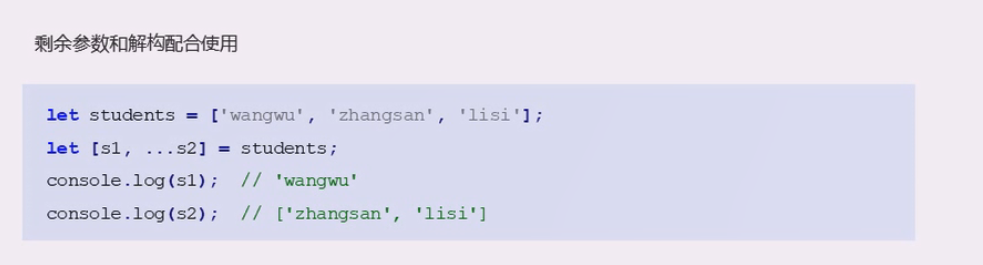 剩余参数和解构配合使用
let students = ['wangwu', 'zhangsan', 'lisi'];
let [s1, ...s2] = students;
console.log(s1);  // 'wangwu'
console.log(s2);  // ['zhangsan', 'lisi']